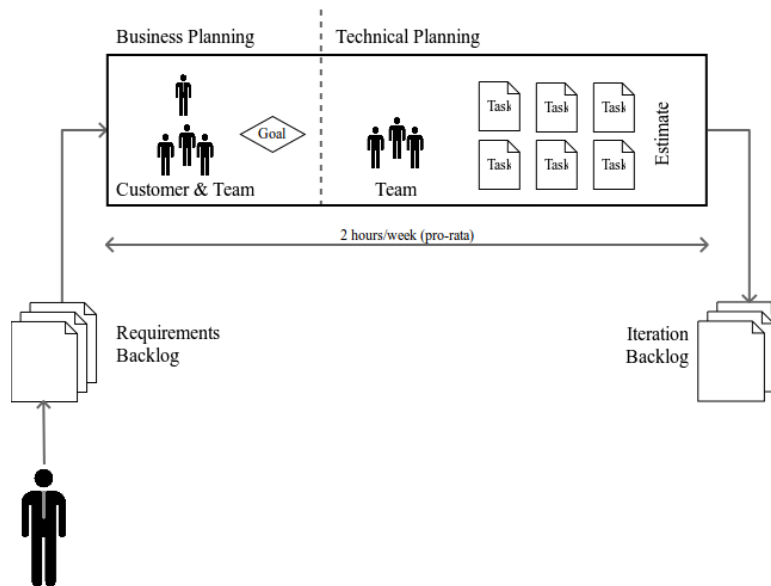 Business Planning
Technical Planning
Goal
Customer & Team
Team
Task
Task
Task
Task
Task
Task
Estimate
2 hours/week (pro-rata)
Requirements
Backlog
Iteration
Backlog